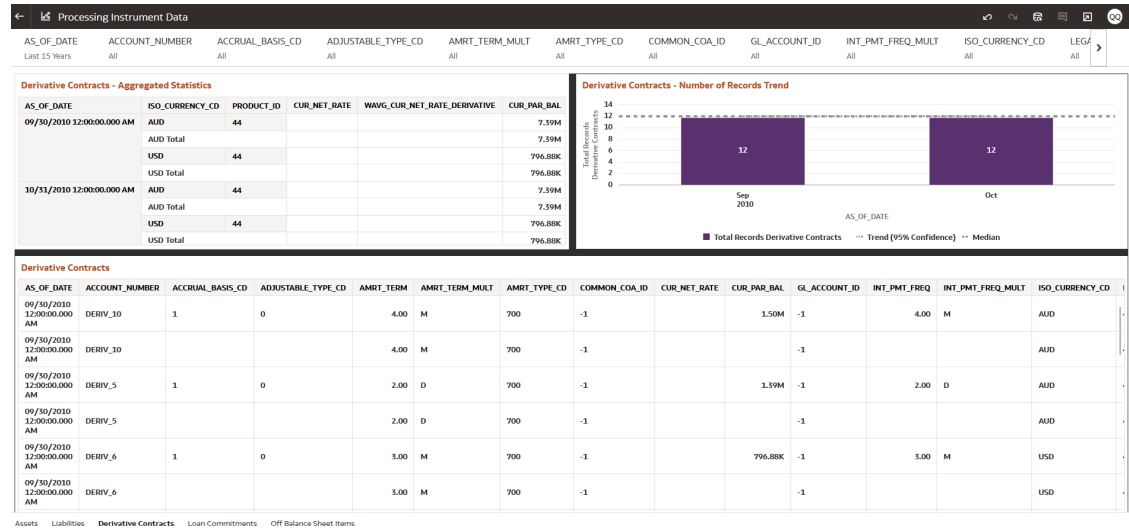 Processing Instrument Data
QQ
AS_OF_DATE ACCOUNT_NUMBER ACCRUAL_BASIS_CD ADJUSTABLE_TYPE_CD AMRT_TERM_MULT AMRT_TYPE_CD COMMON_COA_ID GL_ACCOUNT_ID INT_PMT_FREQ_MULT ISO_CURRENCY_CD
Last 15 Years All All All All All All All All All All
Derivative Contracts - Aggregated Statistics
AS_OF_DATE ISO_CURRENCY_CD PRODUCT_ID CUR_NET_RATE WAVG_CUR_NET_RATE_DERIVATIVE CUR_PAR_BAL
09/30/2010 12:00:00.000 AM AUD 44 7.39M
AUD Total 7.39M
USD 44 796.88K
USD Total 796.88K
10/31/2010 12:00:00.000 AM AUD 44 7.39M
AUD Total 7.39M
USD 44 796.88K
USD Total 796.88K
Derivative Contracts - Number of Records Trend
Total Records
Derivative Contracts
14
12
10
8
6
4
2
0
12 12
Sep Oct
2010
AS_OF_DATE
Total Records Derivative Contracts Trend (95% Confidence) Median
Derivative Contracts
AS_OF_DATE ACCOUNT_NUMBER ACCRUAL_BASIS_CD ADJUSTABLE_TYPE_CD AMRT_TERM AMRT_TERM_MULT AMRT_TYPE_CD COMMON_COA_ID CUR_NET_RATE CUR_PAR_BAL GL_ACCOUNT_ID INT_PMT_FREQ INT_PMT_FREQ_MULT ISO_CURRENCY_CD
09/30/2010
12:00:00.000 DERIV_10 1 0 4.00 M 700 -1 1.50M -1 4.00 M AUD
AM
09/30/2010
12:00:00.000 DERIV_10 4.00 M 700 -1 -1 AUD
AM
09/30/2010
12:00:00.000 DERIV_5 1 0 2.00 D 700 -1 1.39M -1 2.00 D AUD
AM
09/30/2010
12:00:00.000 DERIV_5 2.00 D 700 -1 -1 AUD
AM
09/30/2010
12:00:00.000 DERIV_6 1 0 3.00 M 700 -1 796.88K -1 3.00 M USD
AM
09/30/2010
12:00:00.000 DERIV_6 3.00 M 700 -1 -1 USD
AM
Assets Liabilities Derivative Contracts Loan Commitments Off Balance Sheet Items